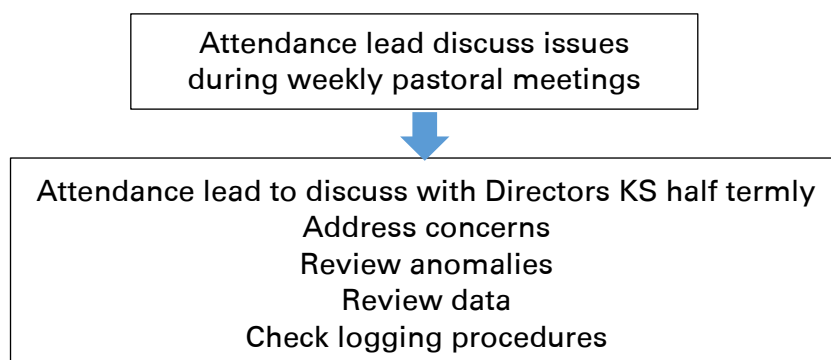 Attendance lead discuss issues
during weekly pastoral meetings
Attendance lead to discuss with Directors KS half termly
Address concerns
Review anomalies
Review data
Check logging procedures